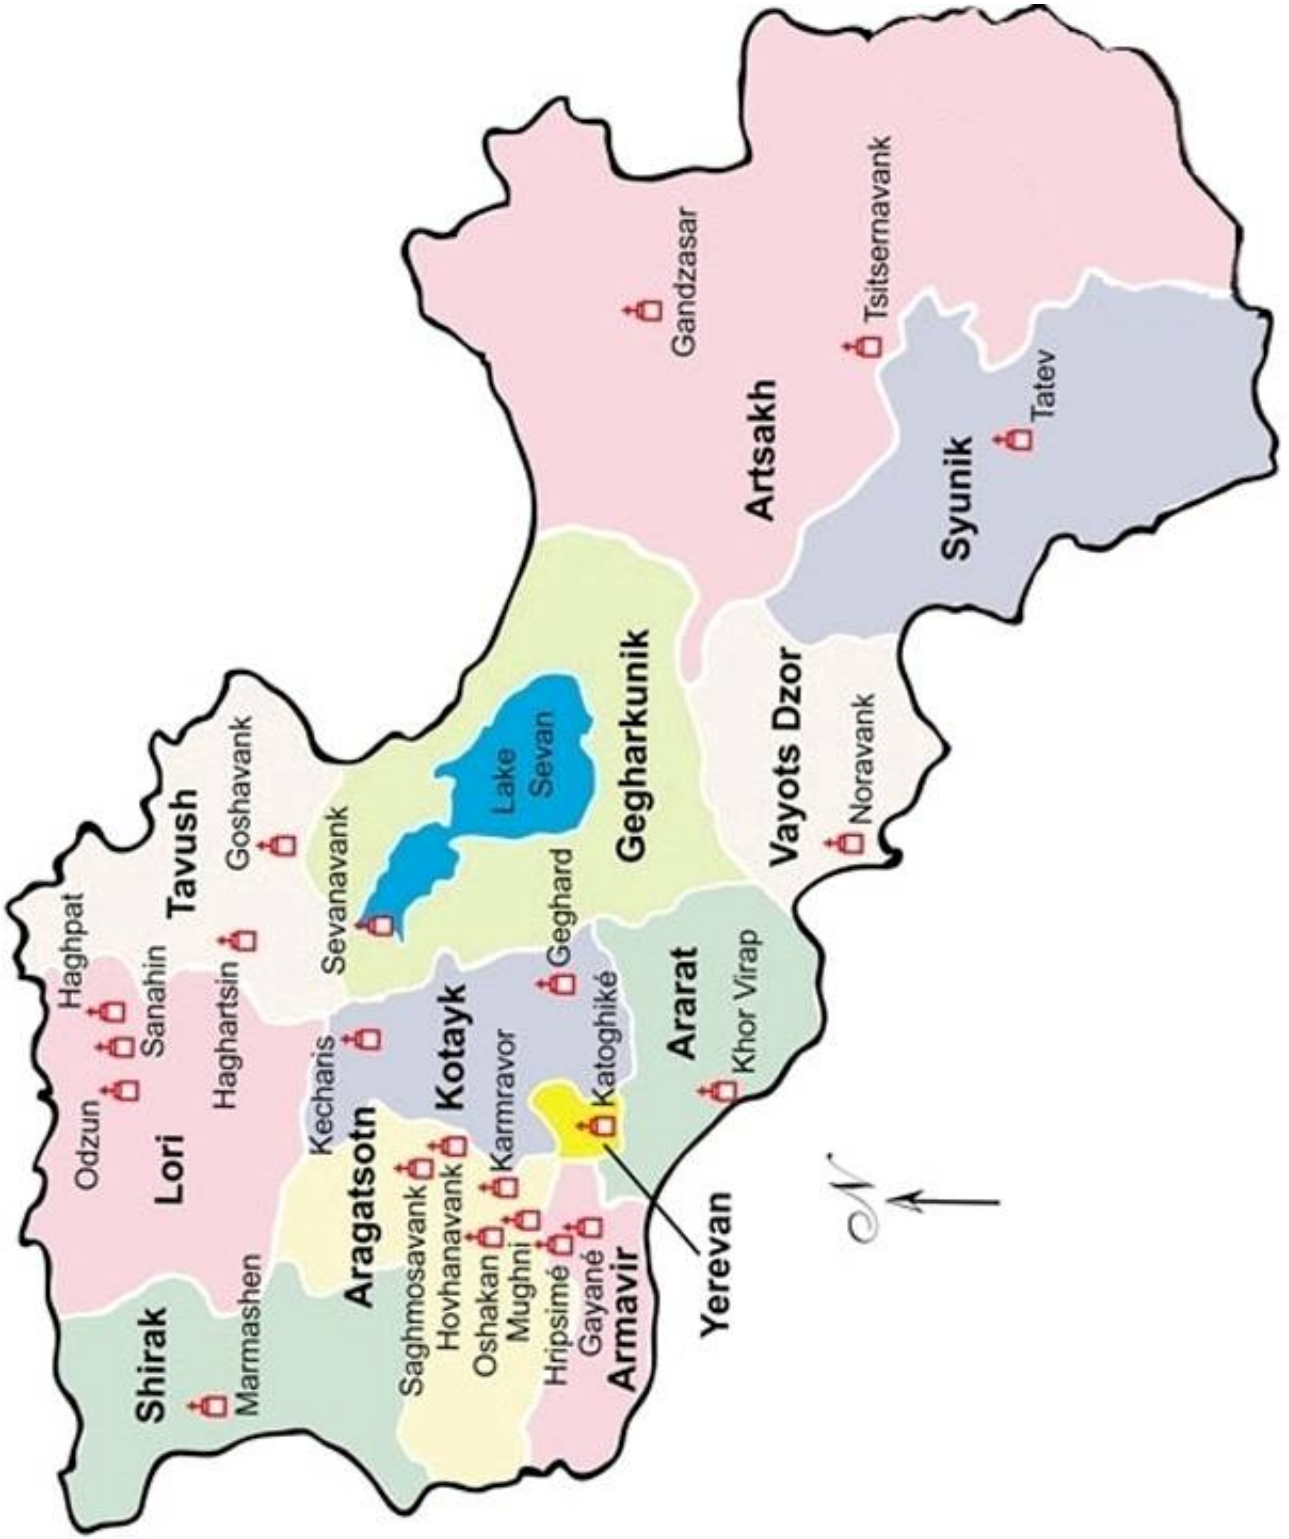 Haghpat
Odzun
Sanahin
Lori
Tavush
Shirak
Haghartsin
Goshavank
Marmashen
Kecharis
Sevanavank
Aragatsotn
Saghmosavank
Hovhanavank
Kotayk
Oshakan
Karmravor
Mughni
Lake
Sevan
Hripsimé
Geghard
Gayané
Katoghiké
Armavir
Gegharkunik
Ararat
Gandzasar
Yerevan
Khor Virap
Vayots Dzor
Artsakh
Noravank
N
Tsitsernavank
Syunik
Tatev